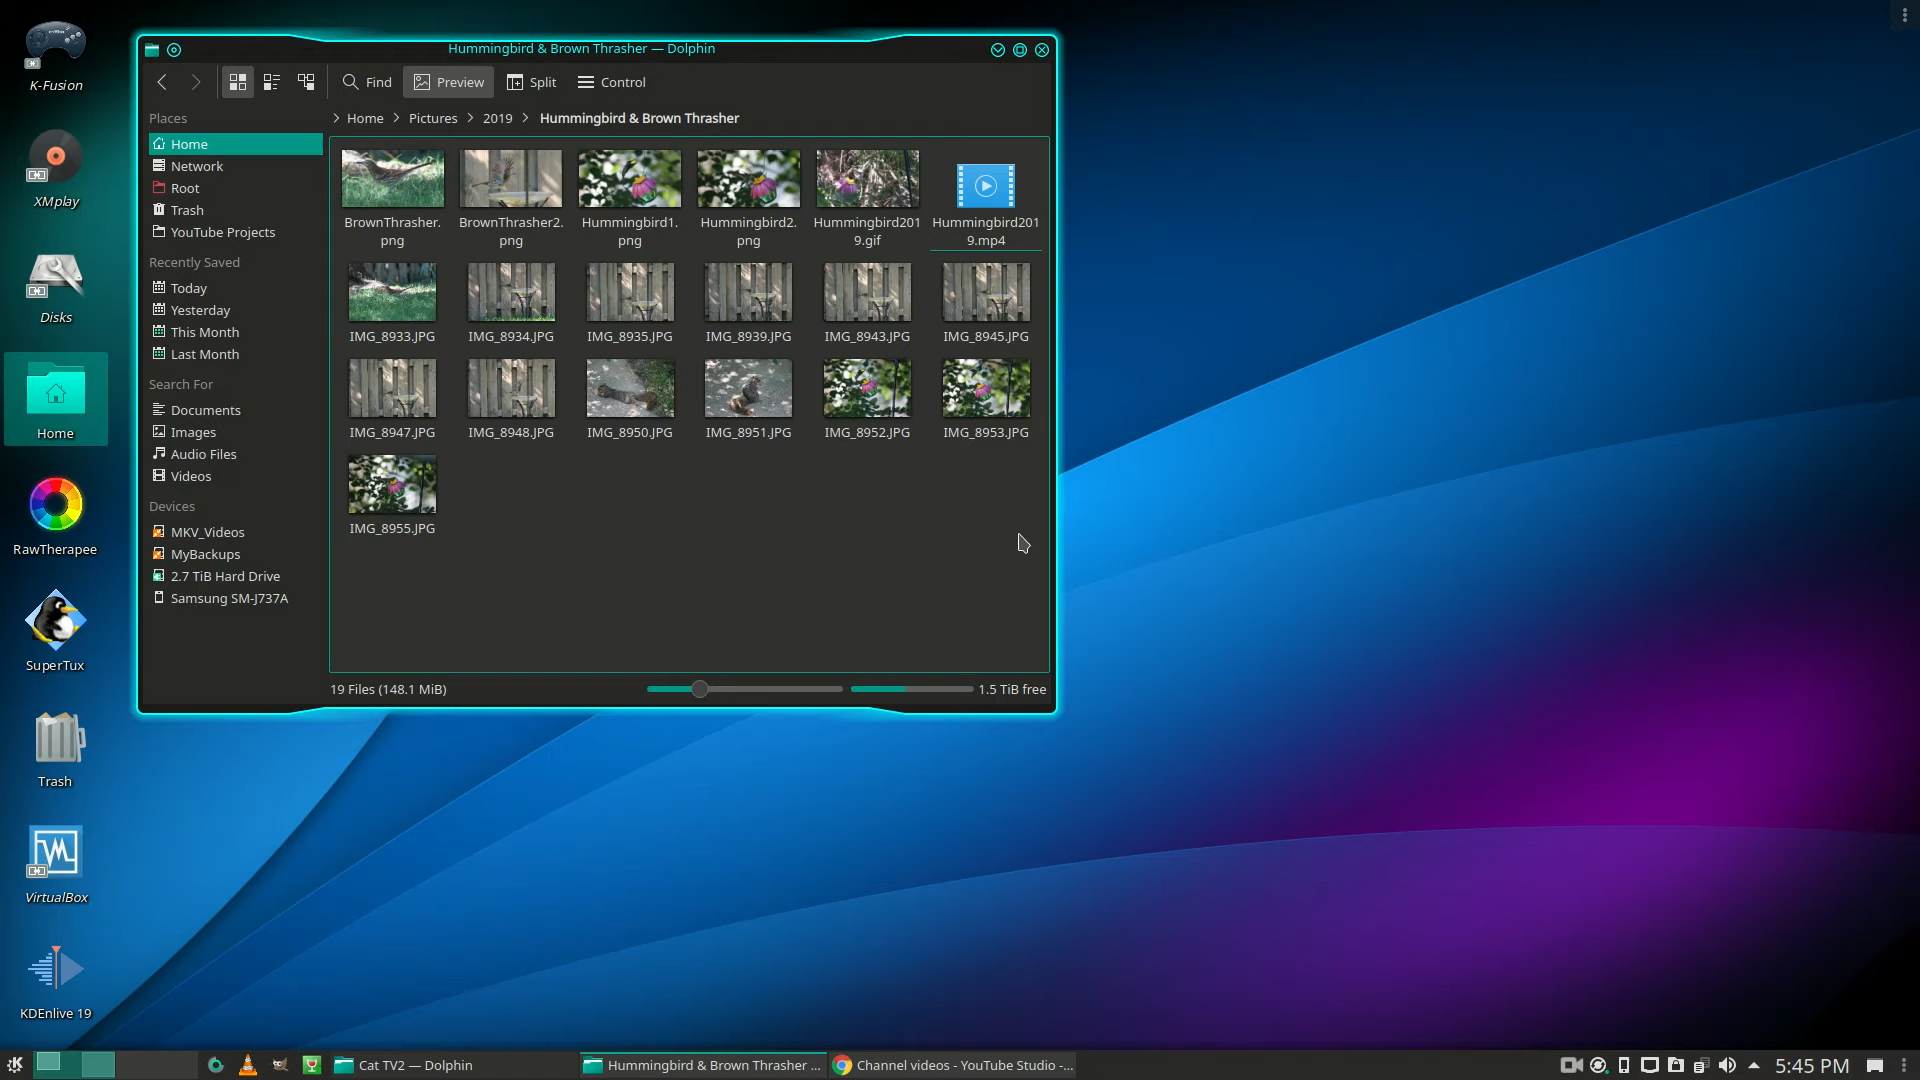 K-Fusion
XMplay
Disks
Home
RawTherapee
SuperTux
Trash
VirtualBox
KDEnlive 19
Hummingbird & Brown Thrasher — Dolphin
Find
Preview
Split
Control
Places
Home
Network
Root
Trash
YouTube Projects
Recently Saved
Today
Yesterday
This Month
Last Month
Search For
Documents
Images
Audio Files
Videos
Devices
MKV_Videos
MyBackups
2.7 TiB Hard Drive
Samsung SM-J737A
Home > Pictures > 2019 > Hummingbird & Brown Thrasher
BrownThrasher.
png
BrownThrasher2.
png
Hummingbird1.
png
Hummingbird2.
png
Hummingbird201
9.gif
Hummingbird201
9.mp4
IMG_8933.JPG
IMG_8934.JPG
IMG_8935.JPG
IMG_8939.JPG
IMG_8943.JPG
IMG_8945.JPG
IMG_8947.JPG
IMG_8948.JPG
IMG_8950.JPG
IMG_8951.JPG
IMG_8952.JPG
IMG_8953.JPG
IMG_8955.JPG
19 Files (148.1 MiB)
1.5 TiB free
Cat TV2 — Dolphin
Hummingbird & Brown Thrasher ...
Channel videos - YouTube Studio -...
5:45 PM